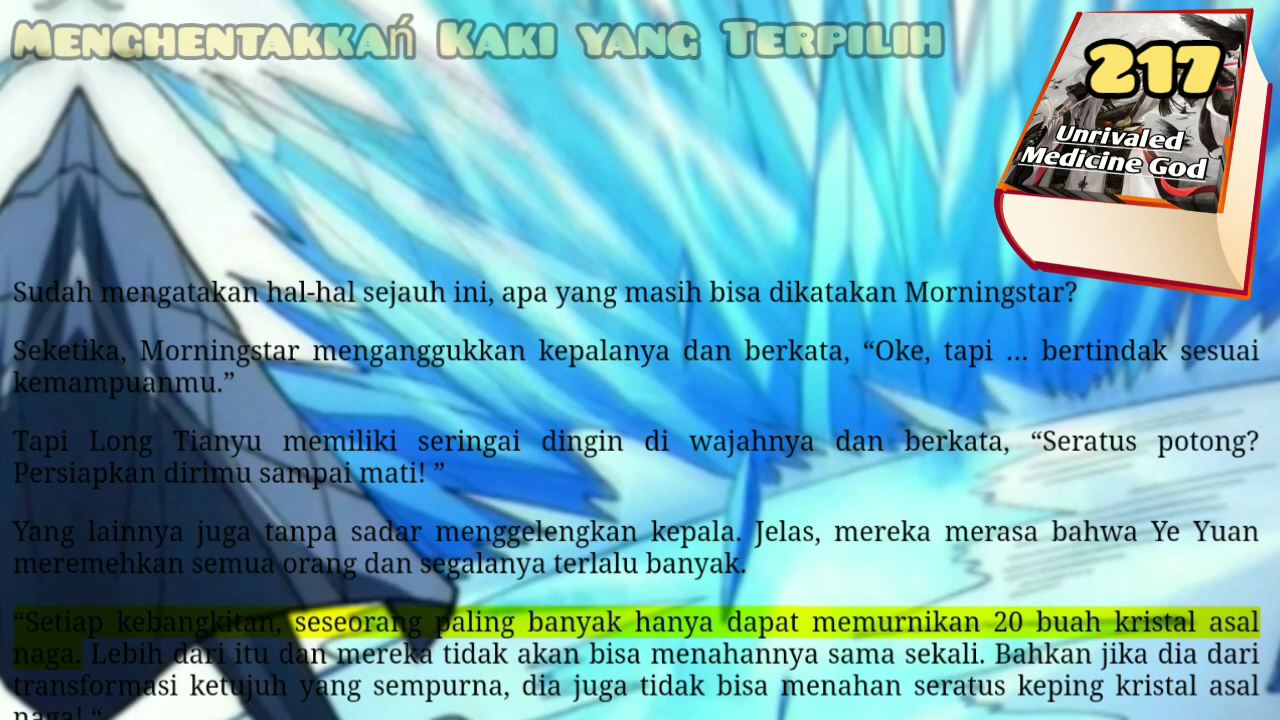 Menghentakkań Kaki yang Terpilih
217
Unrivaled
Medicine God
Sudah mengatakan hal-hal sejauh ini, apa yang masih bisa dikatakan Morningstar?
Seketika, Morningstar menganggukkan kepalanya dan berkata, “Oke, tapi … bertindak sesuai
kemampuanmu.”
Tapi Long Tianyu memiliki seringai dingin di wajahnya dan berkata, “Seratus potong?
Persiapkan dirimu sampai mati! ”
Yang lainnya juga tanpa sadar menggelengkan kepala. Jelas, mereka merasa bahwa Ye Yuan
meremehkan semua orang dan segalanya terlalu banyak.
“Setiap kebangkitan, seseorang paling banyak hanya dapat memurnikan 20 buah kristal asal
naga. Lebih dari itu dan mereka tidak akan bisa menahannya sama sekali. Bahkan jika dia dari
transformasi ketujuh yang sempurna, dia juga tidak bisa menahan seratus keping kristal asal
naga! “